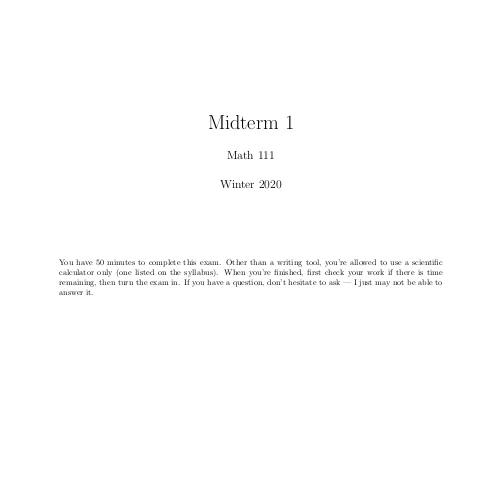 Midterm 1
Math 111
Winter 2020
You have 50 minutes to complete this exam. Other than a writing tool, you're allowed to use a scientific
calculator only (one listed on the syllabus). When you're finished, first check your work if there is time
remaining, then turn the exam in. If you have a question, don't hesitate to ask — I just may not be able to
answer it.